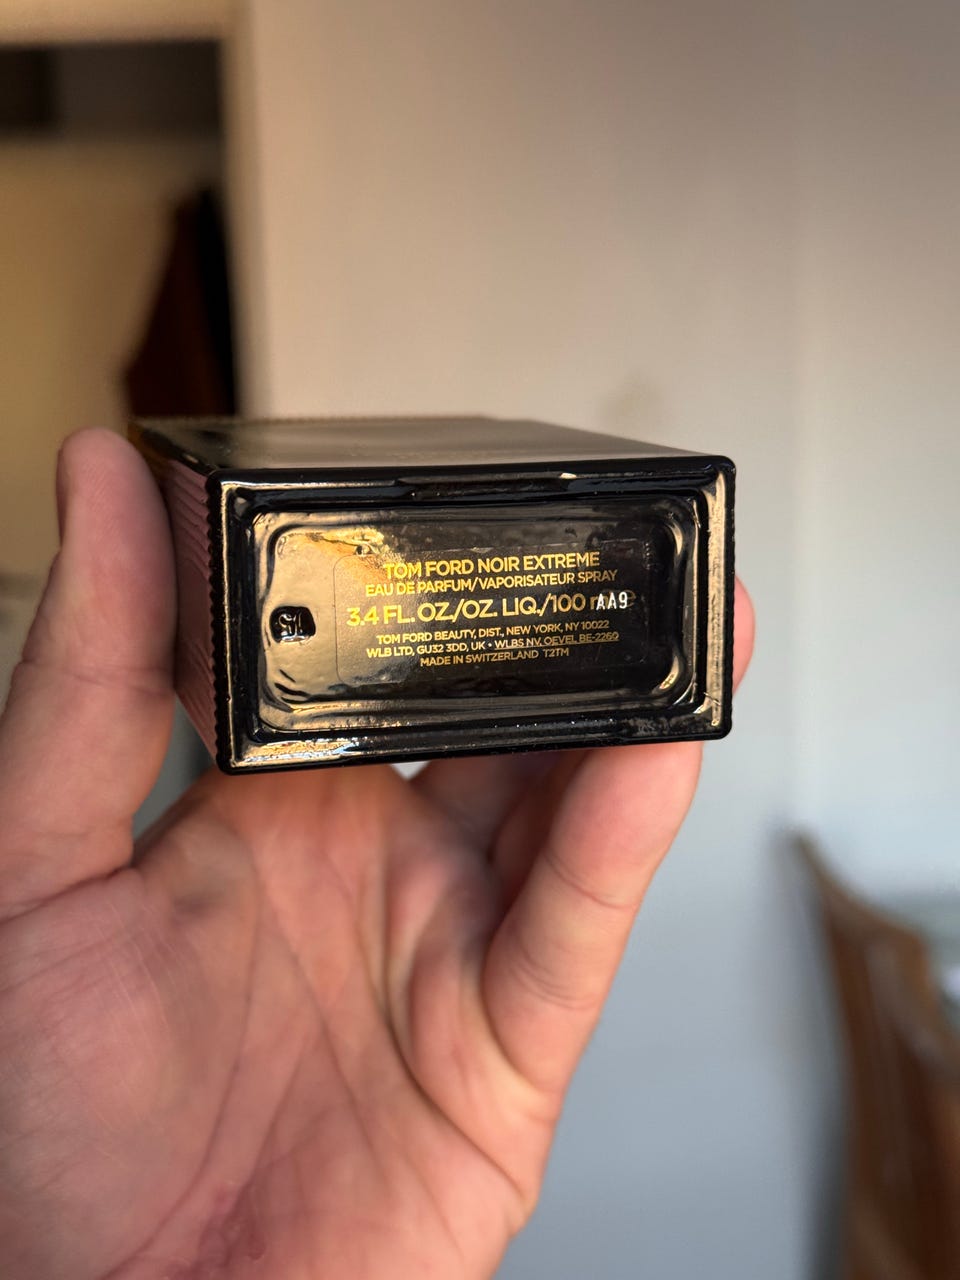 TOM FORD NOIR EXTREME
EAU DE PARFUM/VAPORISATEUR SPRAY
3.4 FL. OZ./OZ. LIQ./100 AA9
TOM FORD BEAUTY, DIST., NEW YORK, NY 10022
WLB LTD, GU32 3DD, UK • WLBS NV, OEVEL BE-2260
MADE IN SWITZERLAND T2TM